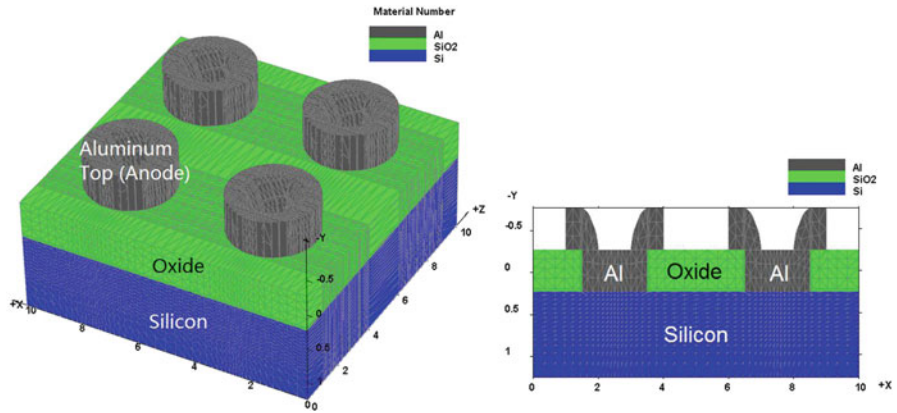 Material Number
Al
SiO2
Si
Aluminum
Top (Anode)
Oxide
Silicon
-Y
-0.5
0
0.5
1
0
+Z
10
8
6
4
2
+X
10
8
6
4
2
0
Al
SiO2
Si
-Y
-0.5
0
0.5
1
Al
Oxide
Al
Silicon
0
2
4
6
8
10
+X